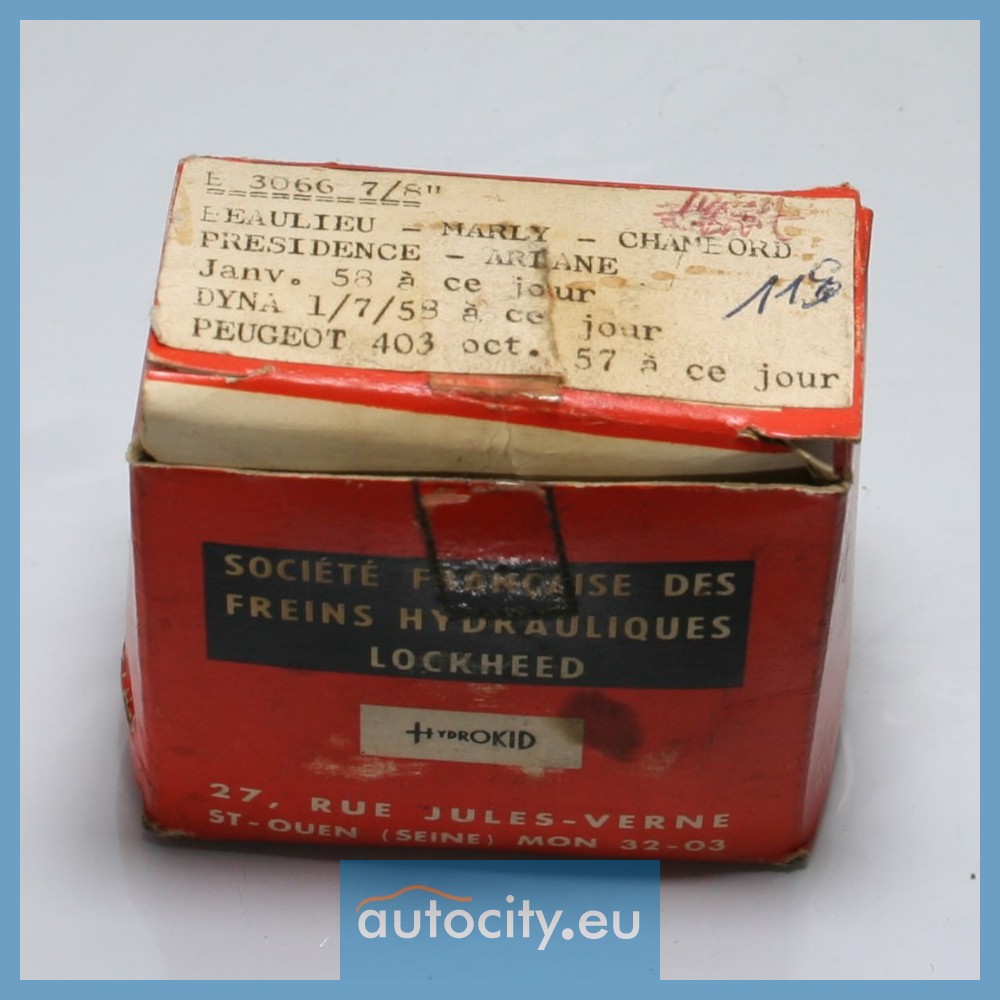 E 3066 7/8"
BEAULIEU - MARLY - CHAMBORD
PRESIDENCE - ARIANE
Janv. 58 à ce jour
DYNA 1/7/58 à ce jour
PEUGEOT 403 oct. 57 à ce jour
118
SOCIÉTÉ FRANÇAISE DES
FREINS HYDRAULIQUES
LOCKHEED
HYDROKID
27, RUE JULES-VERNE
ST-OUEN (SEINE) MON 32-03
autocity.eu